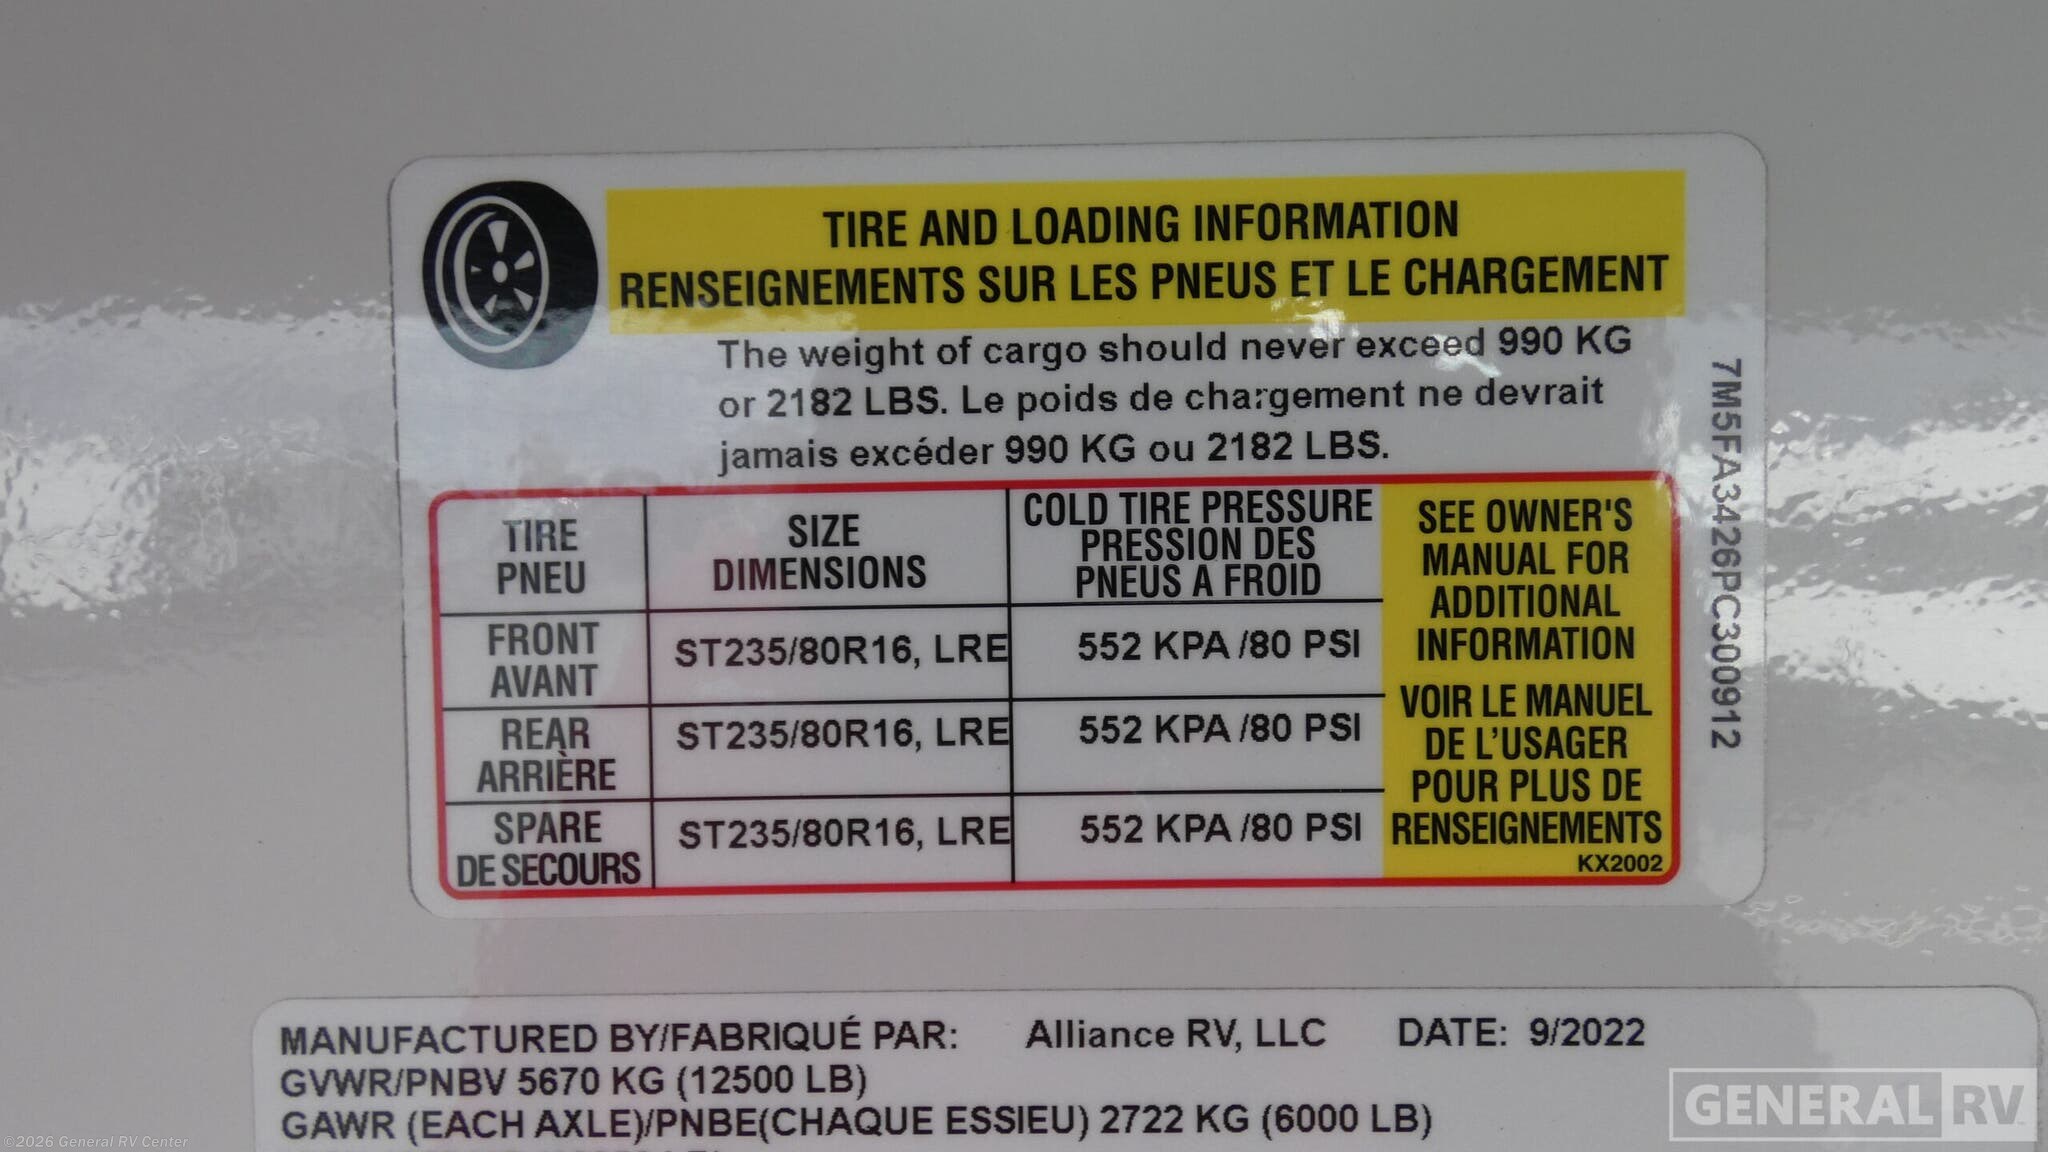 TIRE AND LOADING INFORMATION
RENSEIGNEMENTS SUR LES PNEUS ET LE CHARGEMENT
The weight of cargo should never exceed 990 KG
or 2182 LBS. Le poids de chargement ne devrait
jamais excéder 990 KG ou 2182 LBS.
TIRE
PNEU
SIZE
DIMENSIONS
COLD TIRE PRESSURE
PRESSION DES
PNEUS A FROID
FRONT
AVANT
ST235/80R16, LRE
552 KPA /80 PSI
REAR
ARRIÈRE
ST235/80R16, LRE
552 KPA /80 PSI
SPARE
DE SECOURS
ST235/80R16, LRE
552 KPA /80 PSI
SEE OWNER'S
MANUAL FOR
ADDITIONAL
INFORMATION
VOIR LE MANUEL
DE L'USAGER
POUR PLUS DE
RENSEIGNEMENTS
KX2002
7M5FA3426PC300912
MANUFACTURED BY/FABRIQUÉ PAR: Alliance RV, LLC DATE: 9/2022
GVWR/PNBV 5670 KG (12500 LB)
GAWR (EACH AXLE)/PNBE(CHAQUE ESSIEU) 2722 KG (6000 LB)
GENERAL RV
©2026 General RV Center